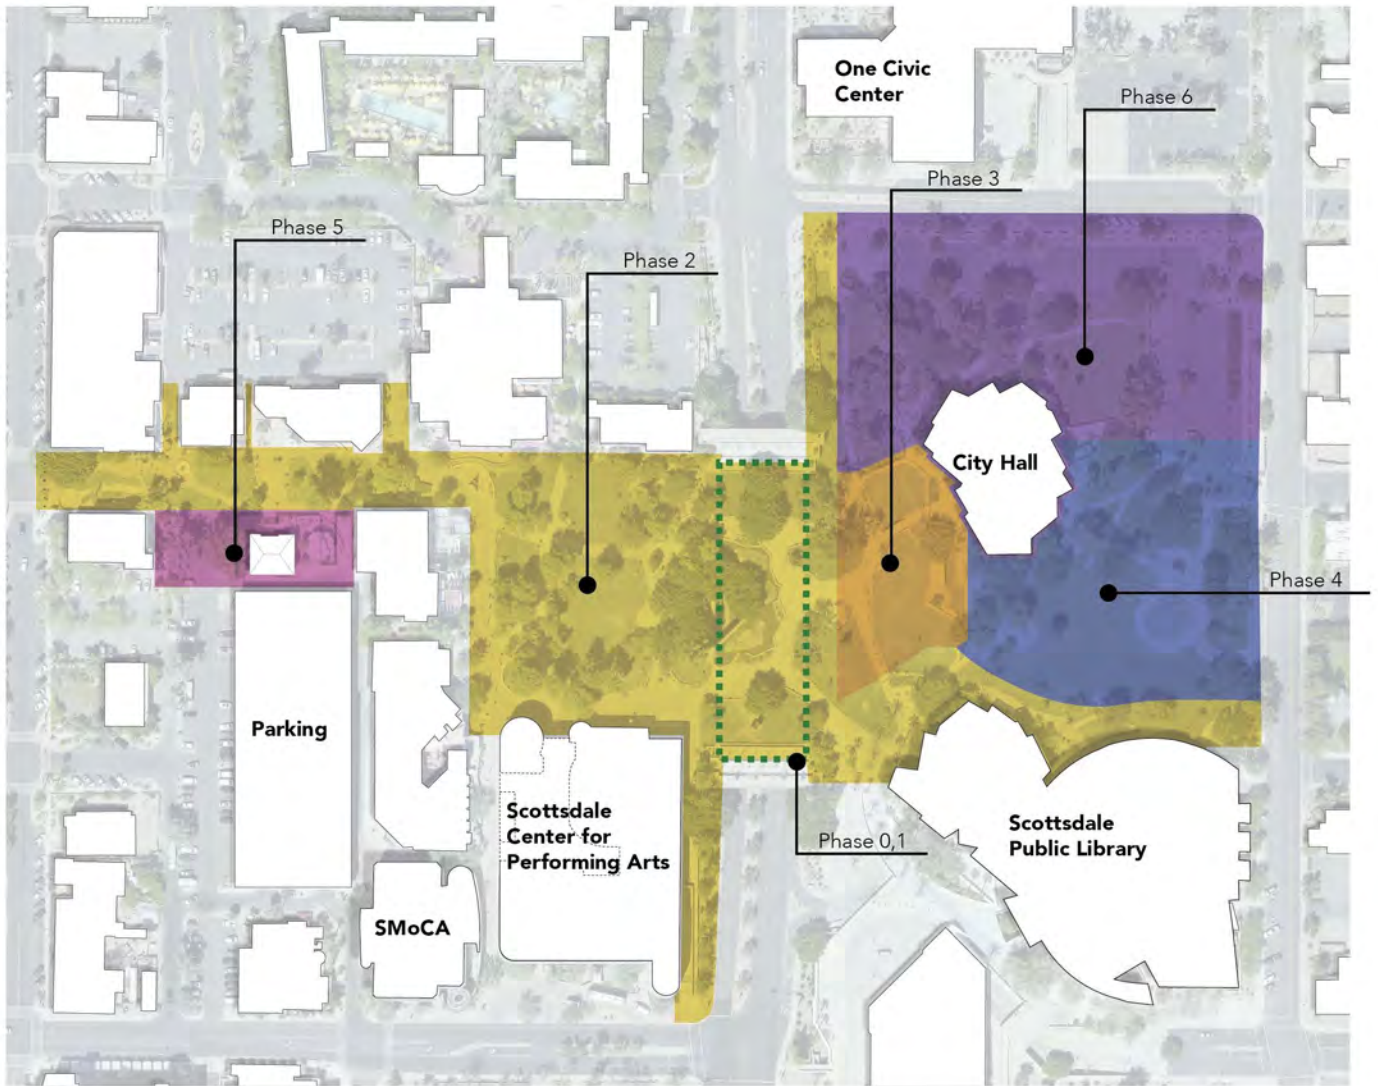 One Civic
Center
Phase 6
Phase 3
Phase 5
Phase 2
City Hall
Phase 4
Parking
Scottsdale
Center for
Performing Arts
Scottsdale
Public Library
Phase 0,1
SMoCA